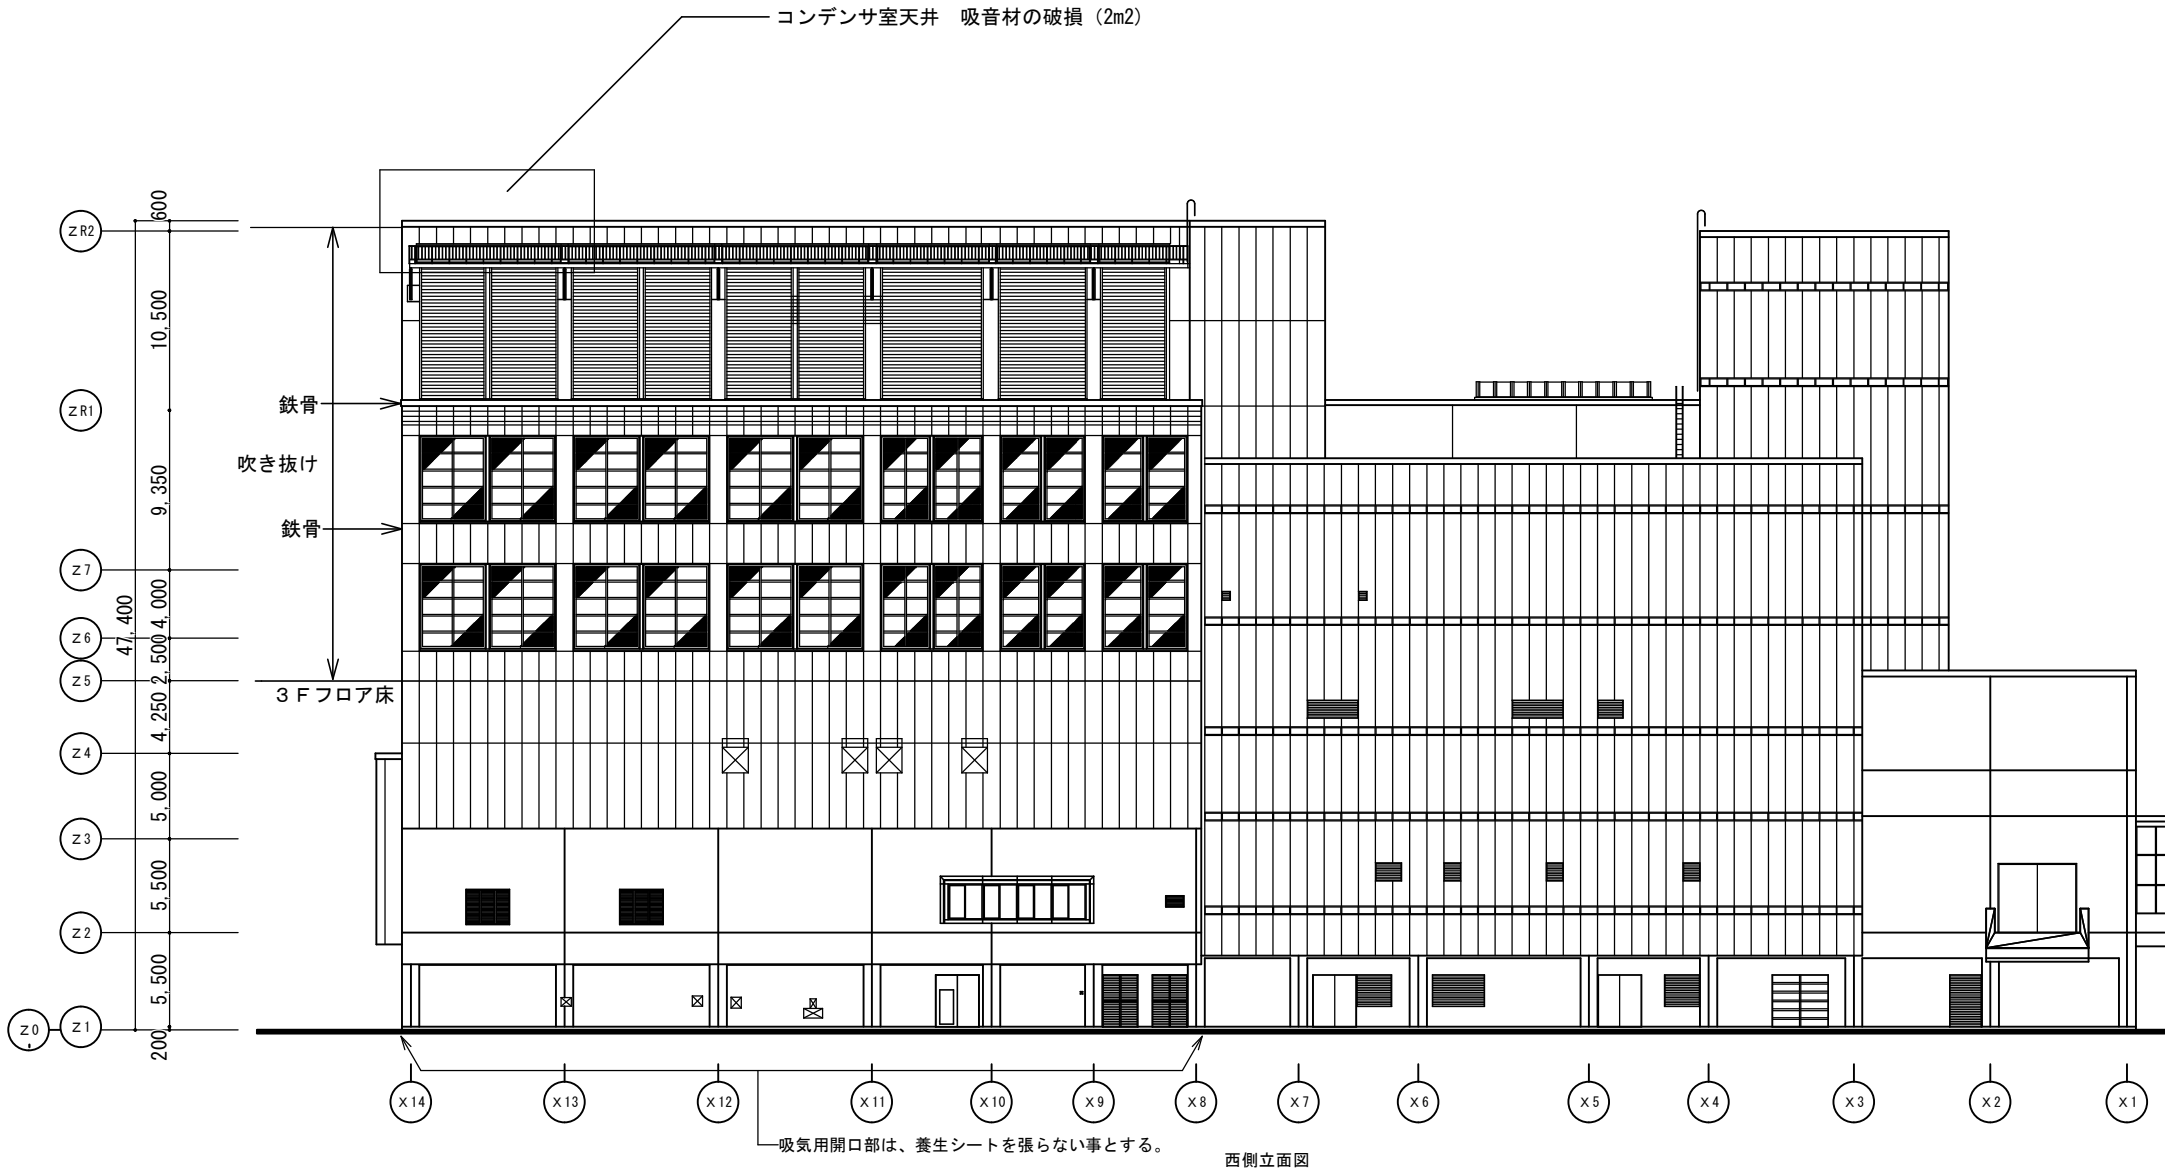 コンデンサ室天井　吸音材の破損（2m2）
ZR2
600
10,500
ZR1
鉄骨
吹き抜け
9,350
鉄骨
Z7
4,000
47,400
Z6
2,500
Z5
3Fフロア床
4,250
Z4
5,000
Z3
5,500
Z2
5,500
Z0
Z1
200
X14
X13
X12
X11
X10
X9
X8
X7
X6
X5
X4
X3
X2
X1
吸気用開口部は、養生シートを張らない事とする。
西側立面図